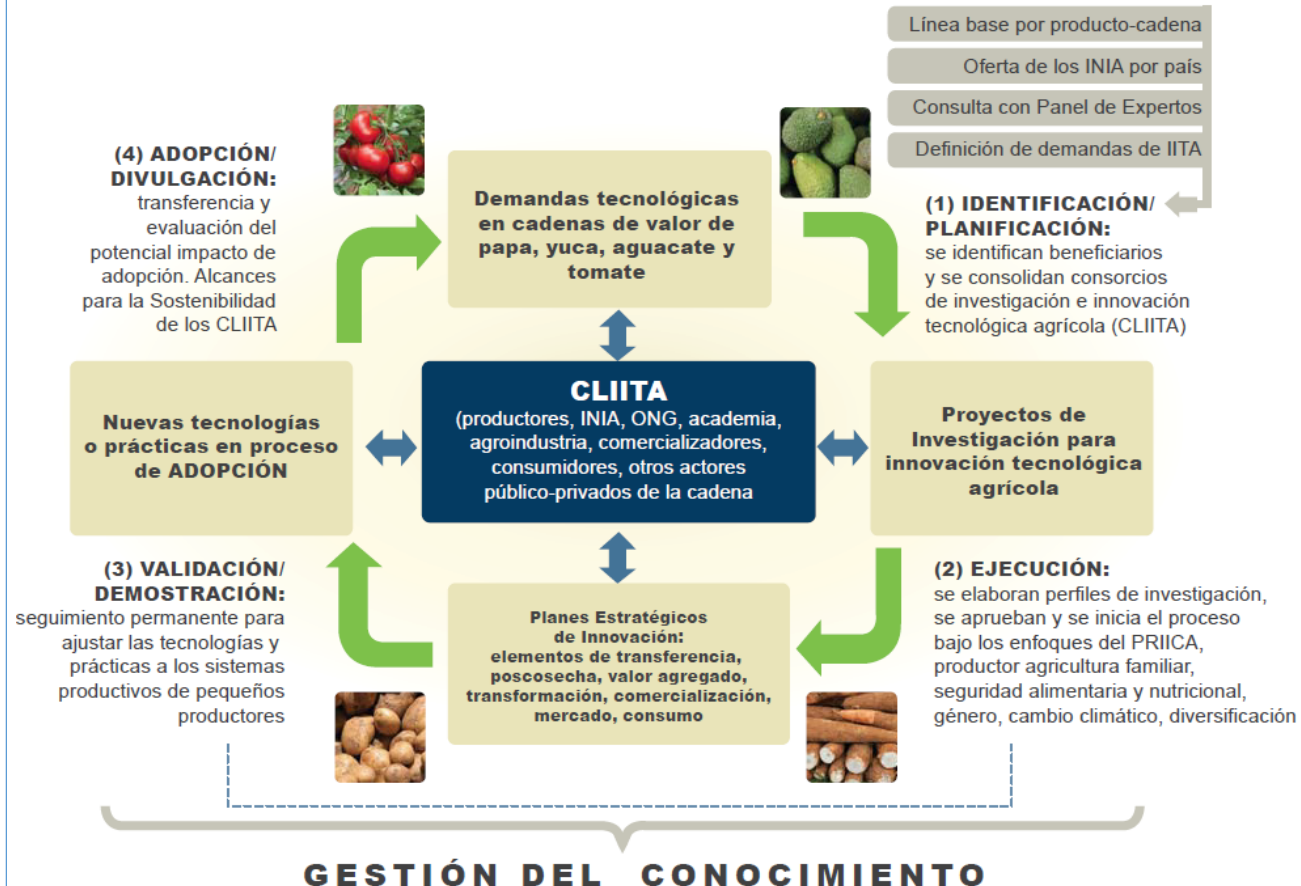 Línea base por producto-cadena
Oferta de los INIA por país
Consulta con Panel de Expertos
Definición de demandas de IITA
(4) ADOPCIÓN/
DIVULGACIÓN:
transferencia y
evaluación del
potencial impacto de
adopción. Alcances
para la Sostenibilidad
de los CLIITA
Demandas tecnológicas
en cadenas de valor de
papa, yuca, aguacate y
tomate
(1) IDENTIFICACIÓN/
PLANIFICACIÓN:
se identifican beneficiarios
y se consolidan consorcios
de investigación e innovación
tecnológica agrícola (CLIITA)
Nuevas tecnologías
o prácticas en proceso
de ADOPCIÓN
CLIITA
(productores, INIA, ONG, academia,
agroindustria, comercializadores,
consumidores, otros actores
público-privados de la cadena
Proyectos de
Investigación para
innovación tecnológica
agrícola
(3) VALIDACIÓN/
DEMOSTRACIÓN:
seguimiento permanente para
ajustar las tecnologías y
prácticas a los sistemas
productivos de pequeños
productores
Planes Estratégicos
de Innovación:
elementos de transferencia,
poscosecha, valor agregado,
transformación, comercialización,
mercado, consumo
(2) EJECUCIÓN:
se elaboran perfiles de investigación,
se aprueban y se inicia el proceso
bajo los enfoques del PRIICA,
productor agricultura familiar,
seguridad alimentaria y nutricional,
género, cambio climático, diversificación
GESTIÓN DEL CONOCIMIENTO